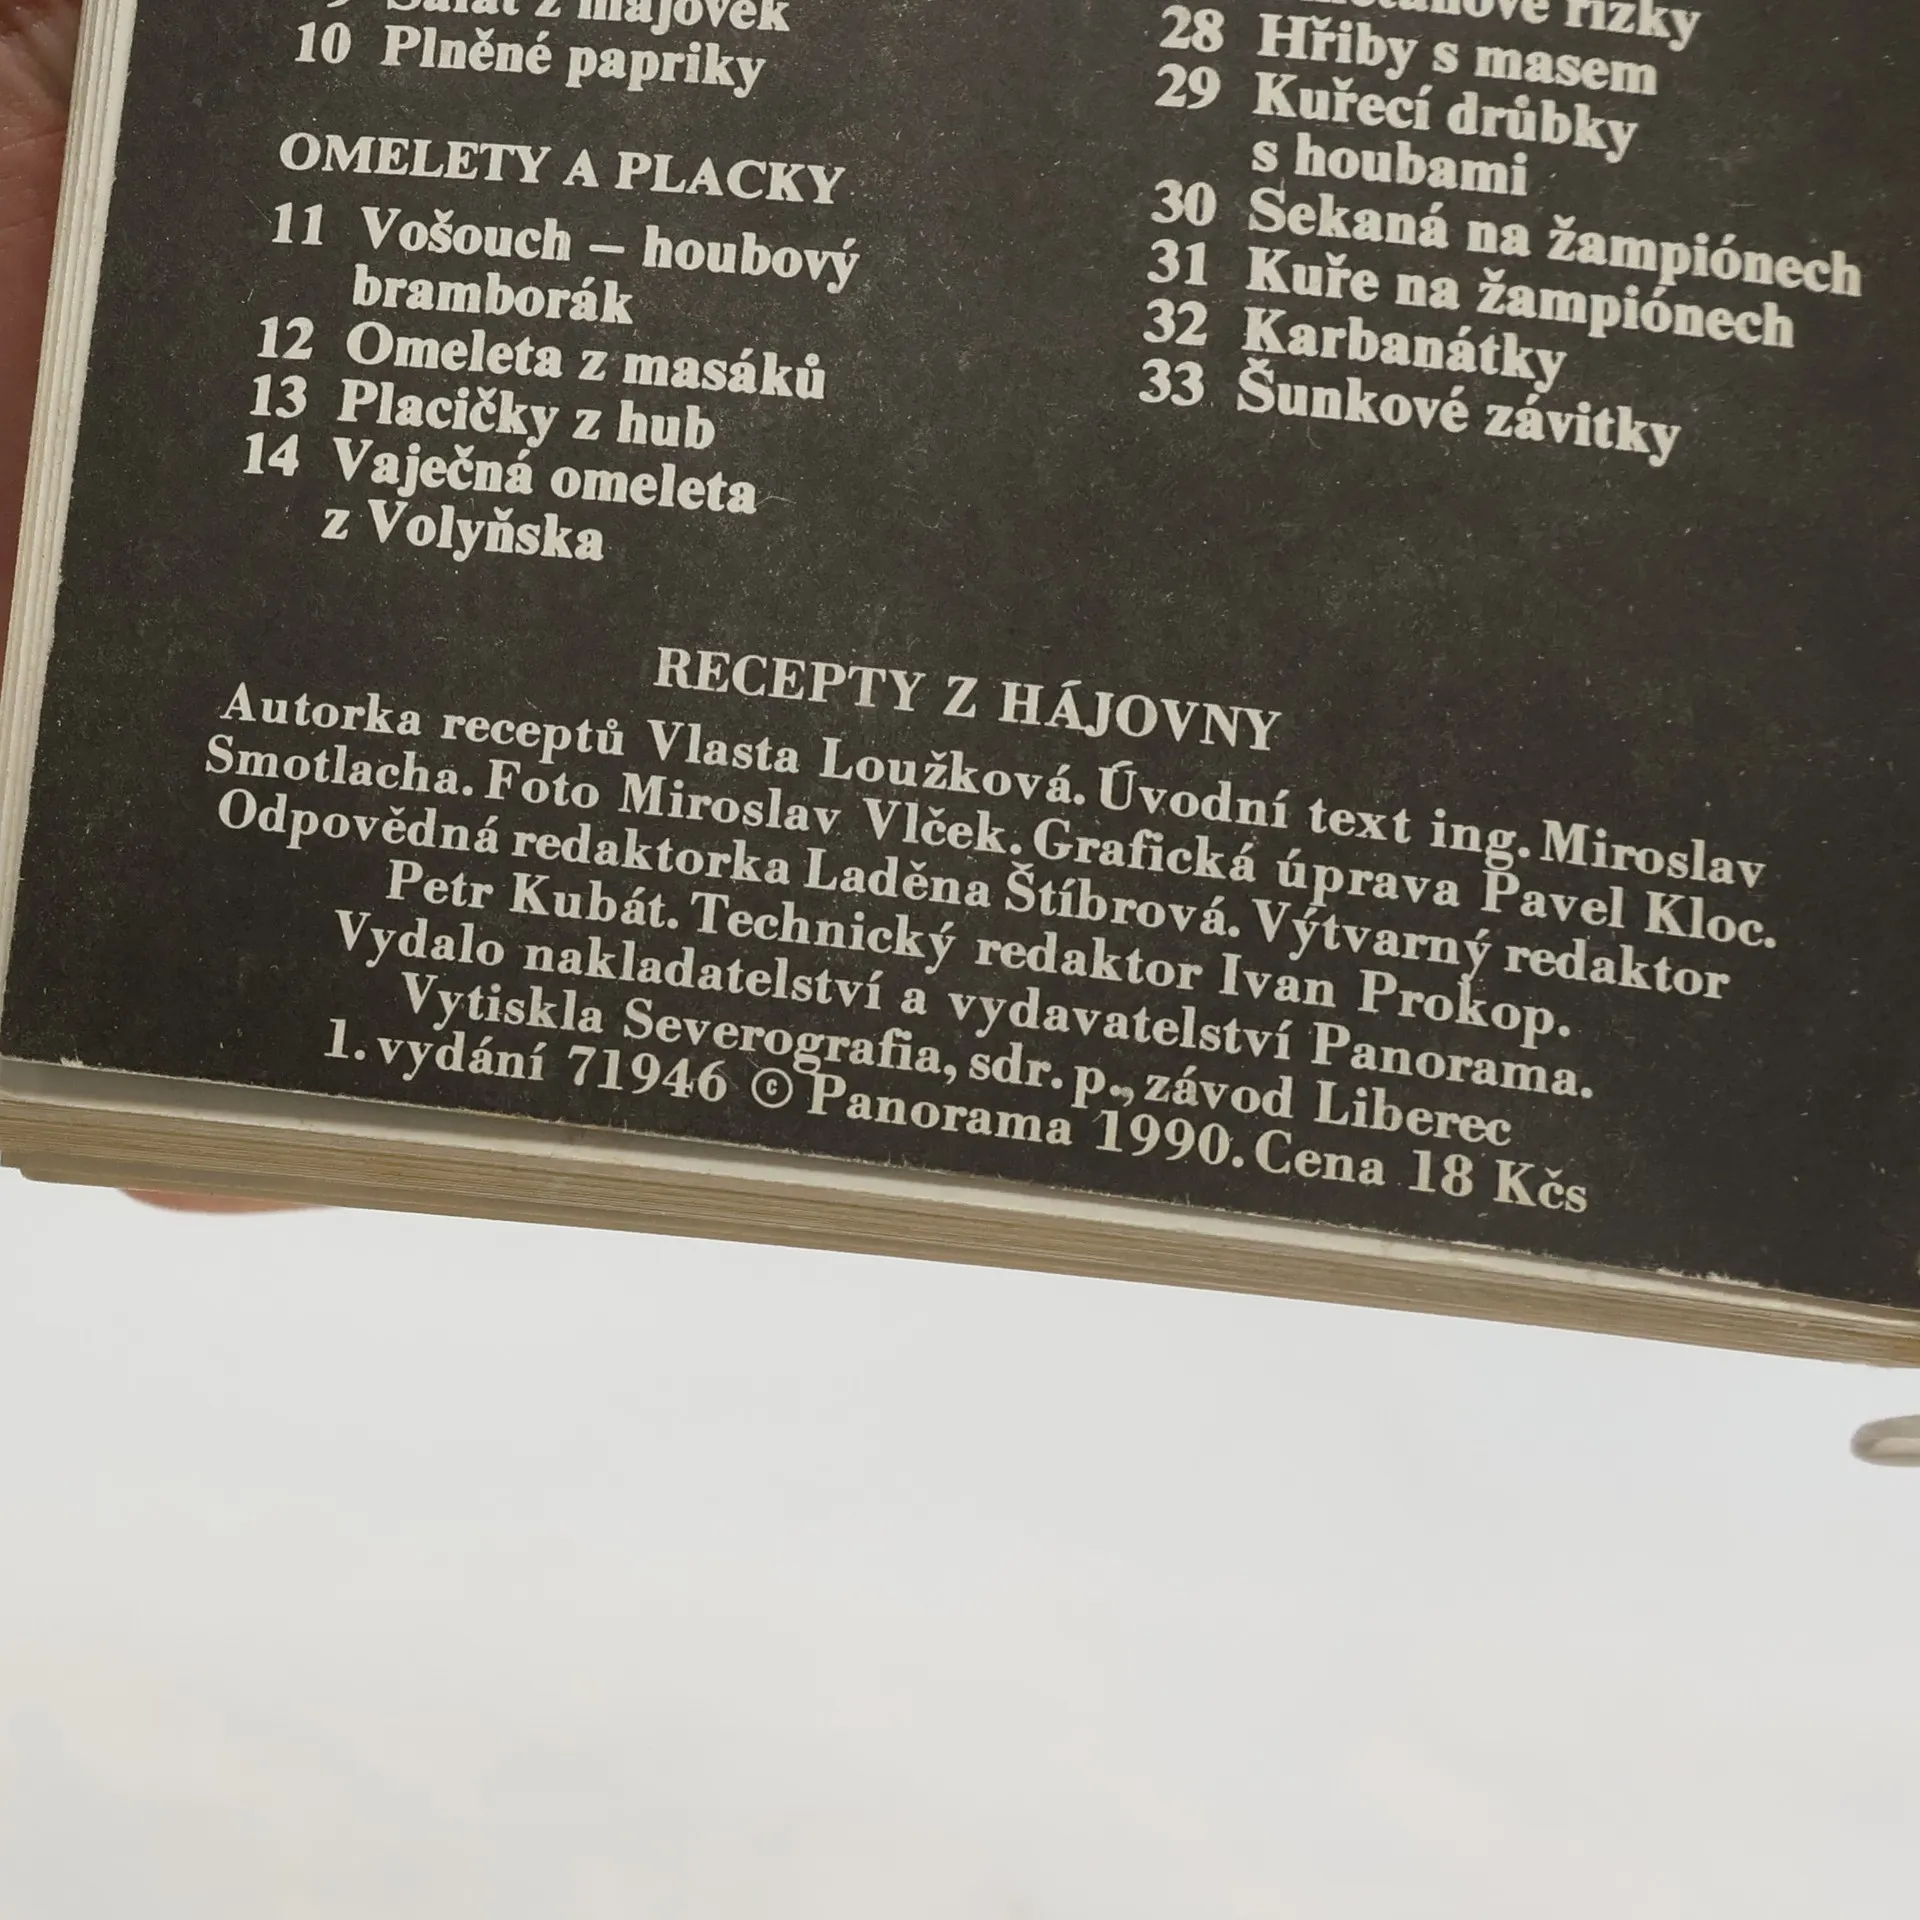 9 Salát z májovek
10 Plněné papriky
OMELETY A PLACKY
11 Vošouch – houbový
bramborák
12 Omeleta z masáků
13 Placičky z hub
14 Vaječná omeleta
z Volyňska
řízky
28 Hřiby s masem
29 Kuřecí drůbky
s houbami
30 Sekaná na žampiónech
31 Kuře na žampiónech
32 Karbanátky
33 Šunkové závitky
RECEPTY Z HÁJOVNY
Autorka receptů Vlasta Loužková. Úvodní text ing. Miroslav
Smotlacha. Foto Miroslav Vlček. Grafická úprava Pavel Kloc.
Odpovědná redaktorka Laděna Štíbrová. Výtvarný redaktor
Petr Kubát. Technický redaktor Ivan Prokop.
Vydalo nakladatelství a vydavatelství Panorama.
Vytiskla Severografia, sdr. p., závod Liberec
1. vydání 71946 © Panorama 1990. Cena 18 Kčs